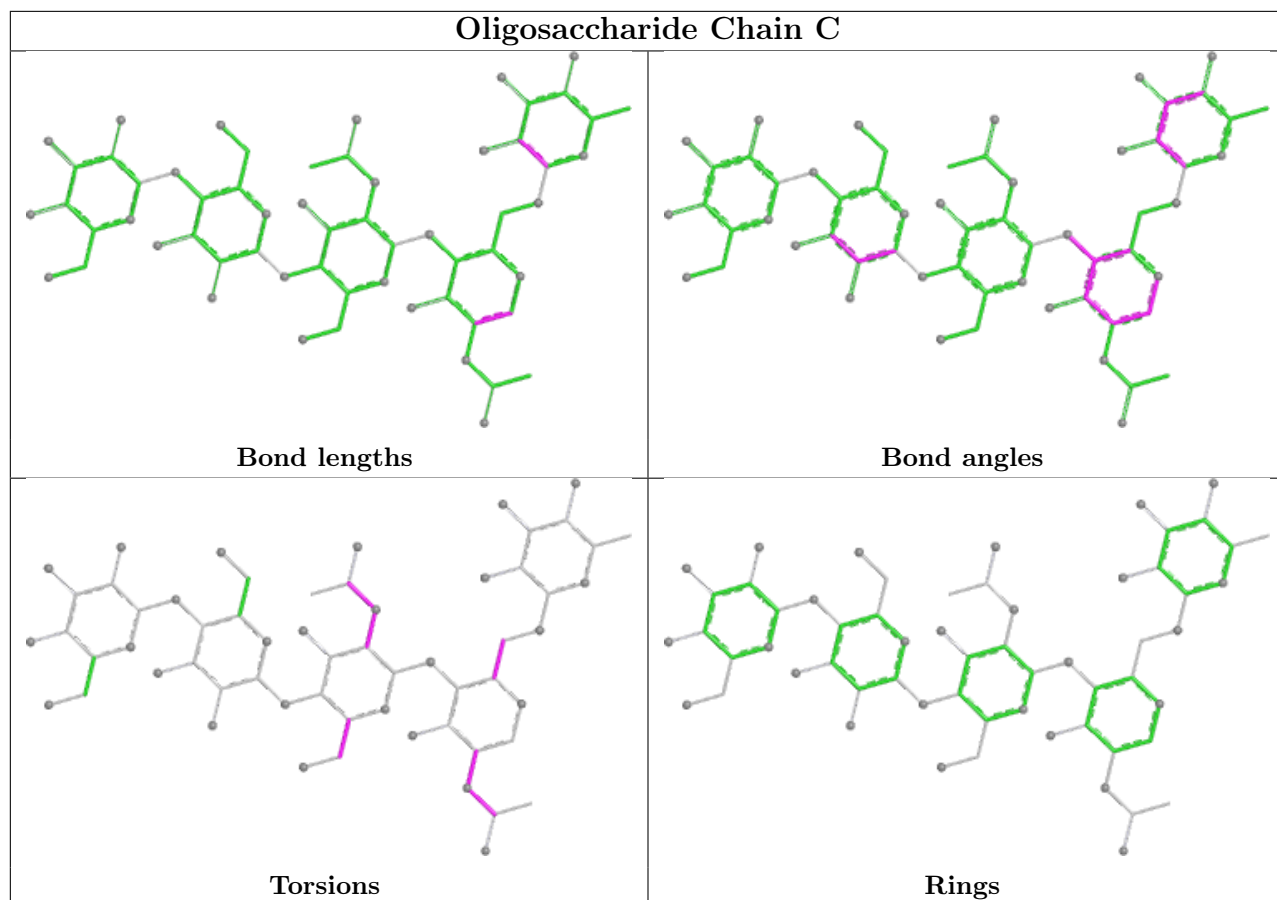 Oligosaccharide Chain C
Bond lengths
Bond angles
Torsions
Rings